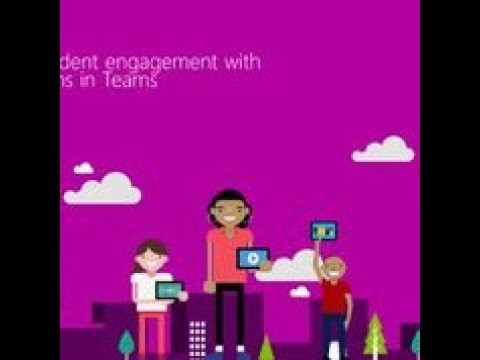 dent engagement with
ns in Teams